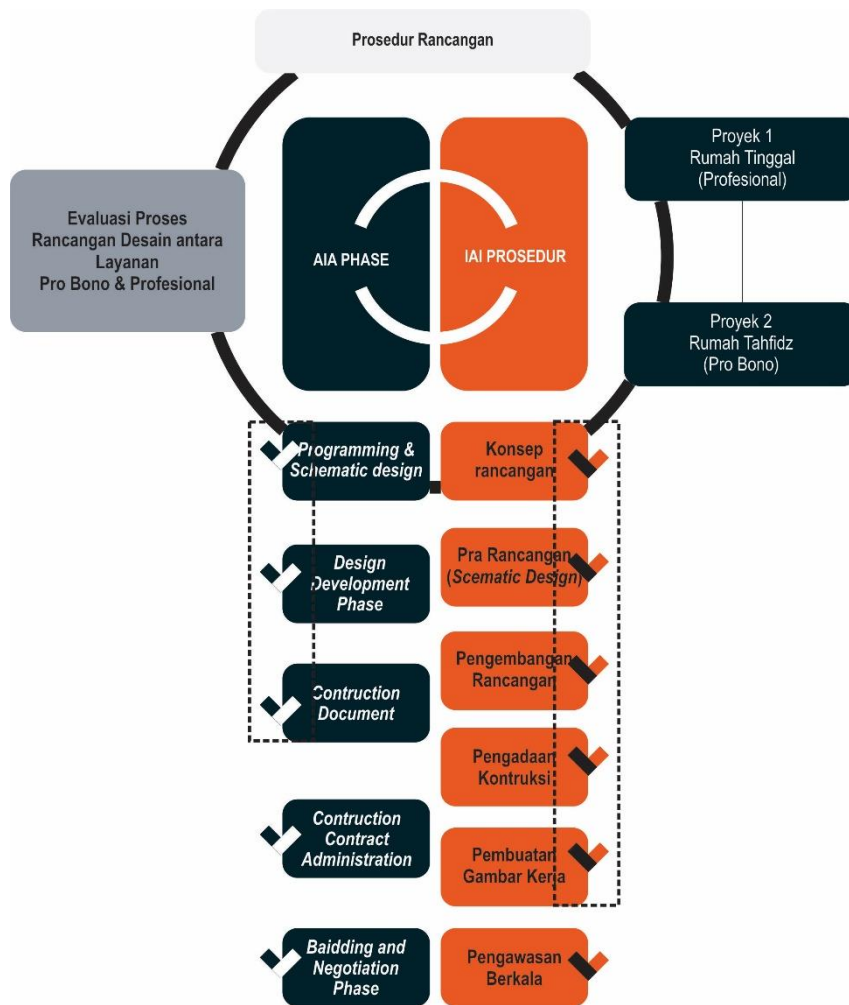 Prosedur Rancangan
Evaluasi Proses
Rancangan Desain antara
Layanan
Pro Bono & Profesional
AIA PHASE
IAI PROSEDUR
Proyek 1
Rumah Tinggal
(Profesional)
Proyek 2
Rumah Tahfidz
(Pro Bono)
Programming &
Schematic design
Design
Development
Phase
Contruction
Document
Contruction
Contract
Administration
Baidding and
Negotiation
Phase
Konsep
rancangan
Pra Rancangan
(Scematic Design)
Pengembangan
Rancangan
Pengadaan
Kontruksi
Pembuatan
Gambar Kerja
Pengawasan
Berkala